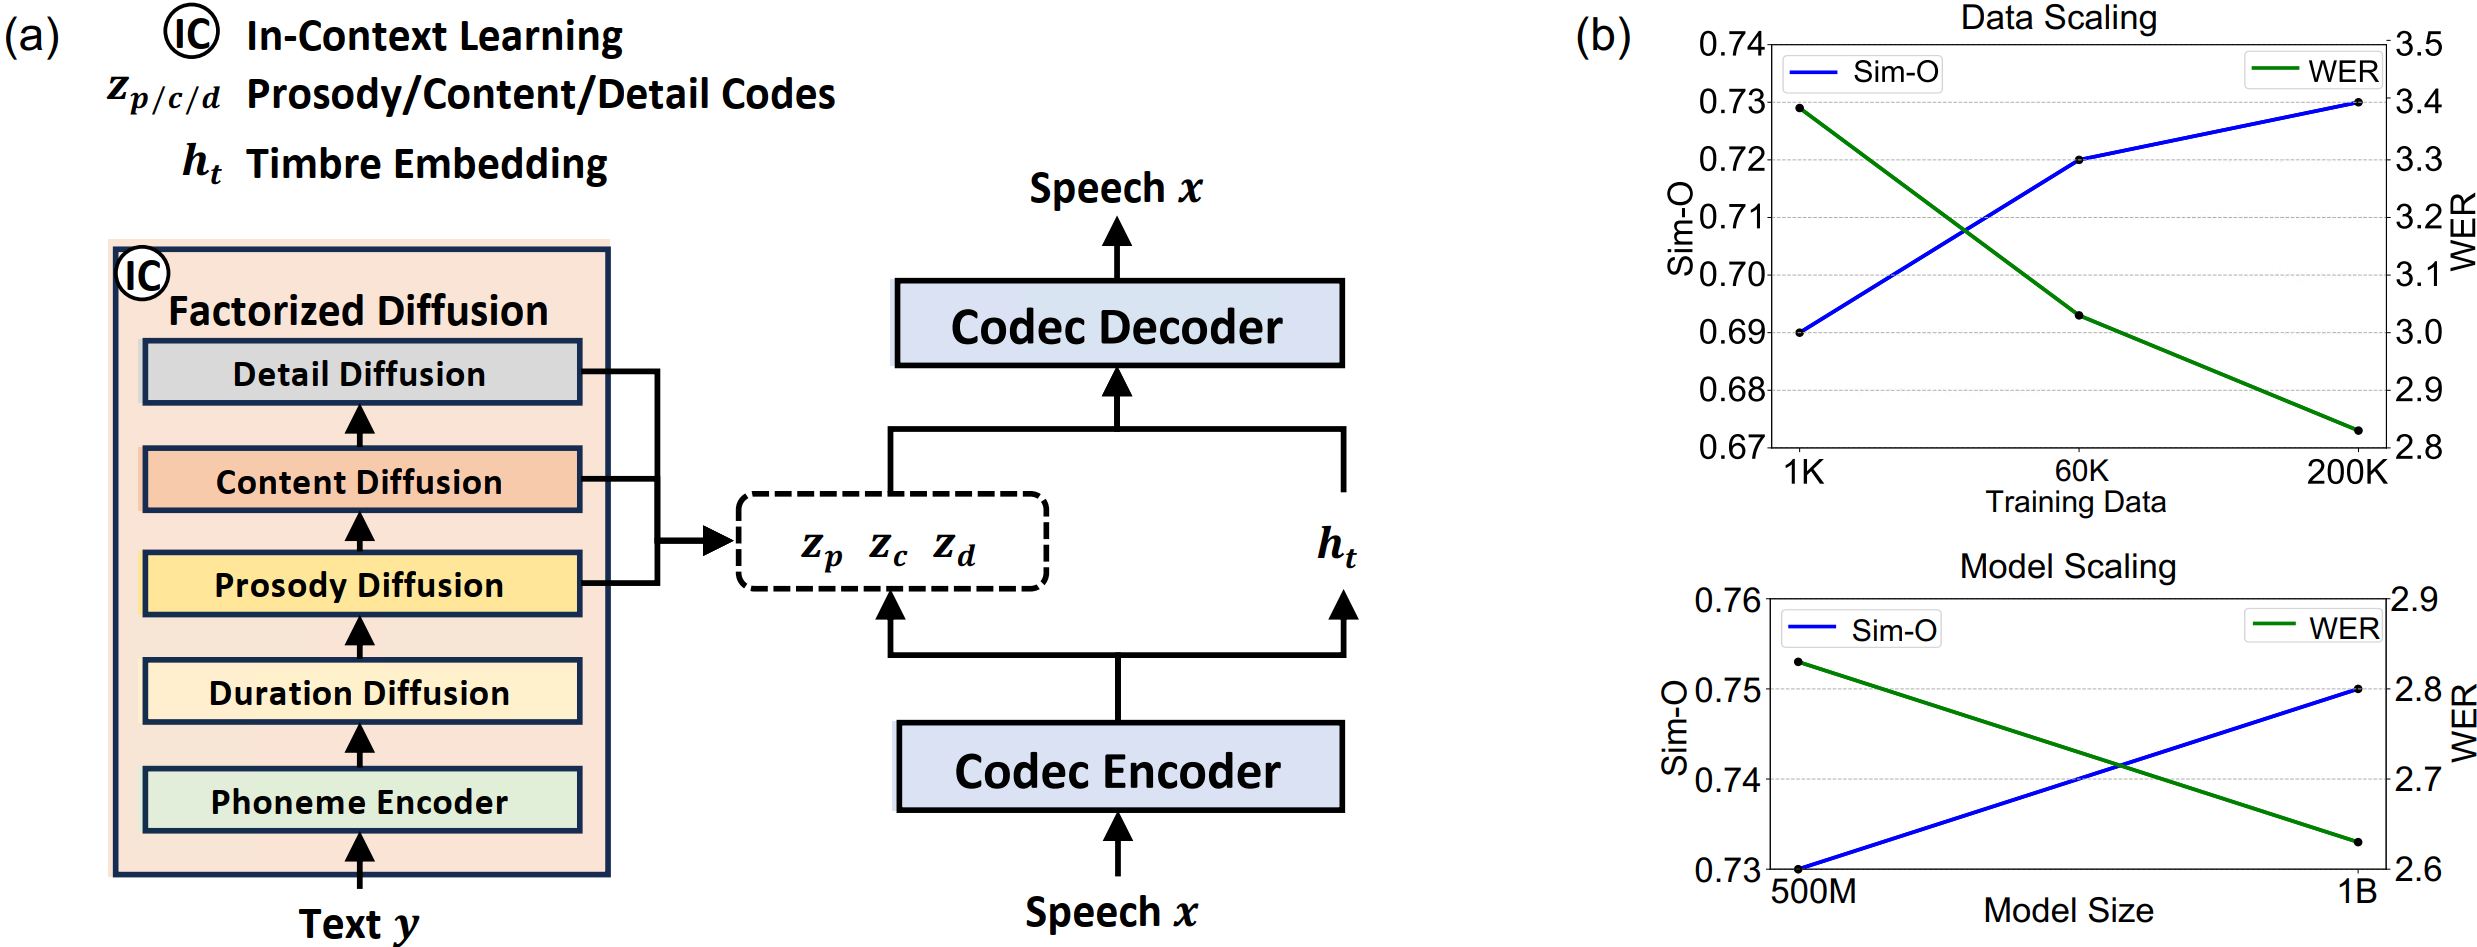 (a)
IC In-Context Learning
z_{p/c/d} Prosody/Content/Detail Codes
h_t Timbre Embedding
IC
Factorized Diffusion
Detail Diffusion
Content Diffusion
Prosody Diffusion
Duration Diffusion
Phoneme Encoder
Text y
Speech x
Codec Decoder
z_p z_c z_d
h_t
Codec Encoder
Speech x
(b)
Data Scaling
Sim-O
WER
0.74
0.73
0.72
0.71
0.70
0.69
0.68
0.67
Sim-O
3.5
3.4
3.3
3.2
3.1
3.0
2.9
2.8
WER
1K 60K 200K
Training Data
Model Scaling
Sim-O
WER
0.76
0.75
0.74
0.73
Sim-O
2.9
2.8
2.7
2.6
WER
500M 1B
Model Size